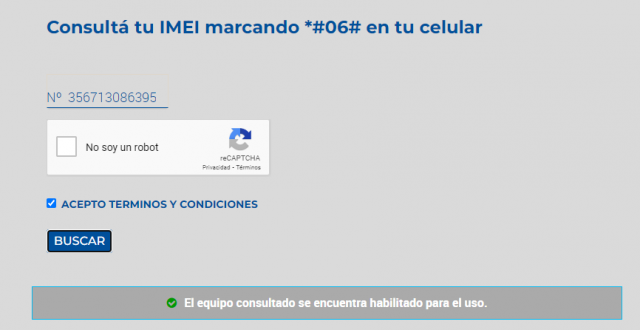 Consultá tu IMEI marcando *#06# en tu celular
Nº 356713086395
No soy un robot
reCAPTCHA
Privacidad - Términos
ACEPTO TERMINOS Y CONDICIONES
BUSCAR
El equipo consultado se encuentra habilitado para el uso.